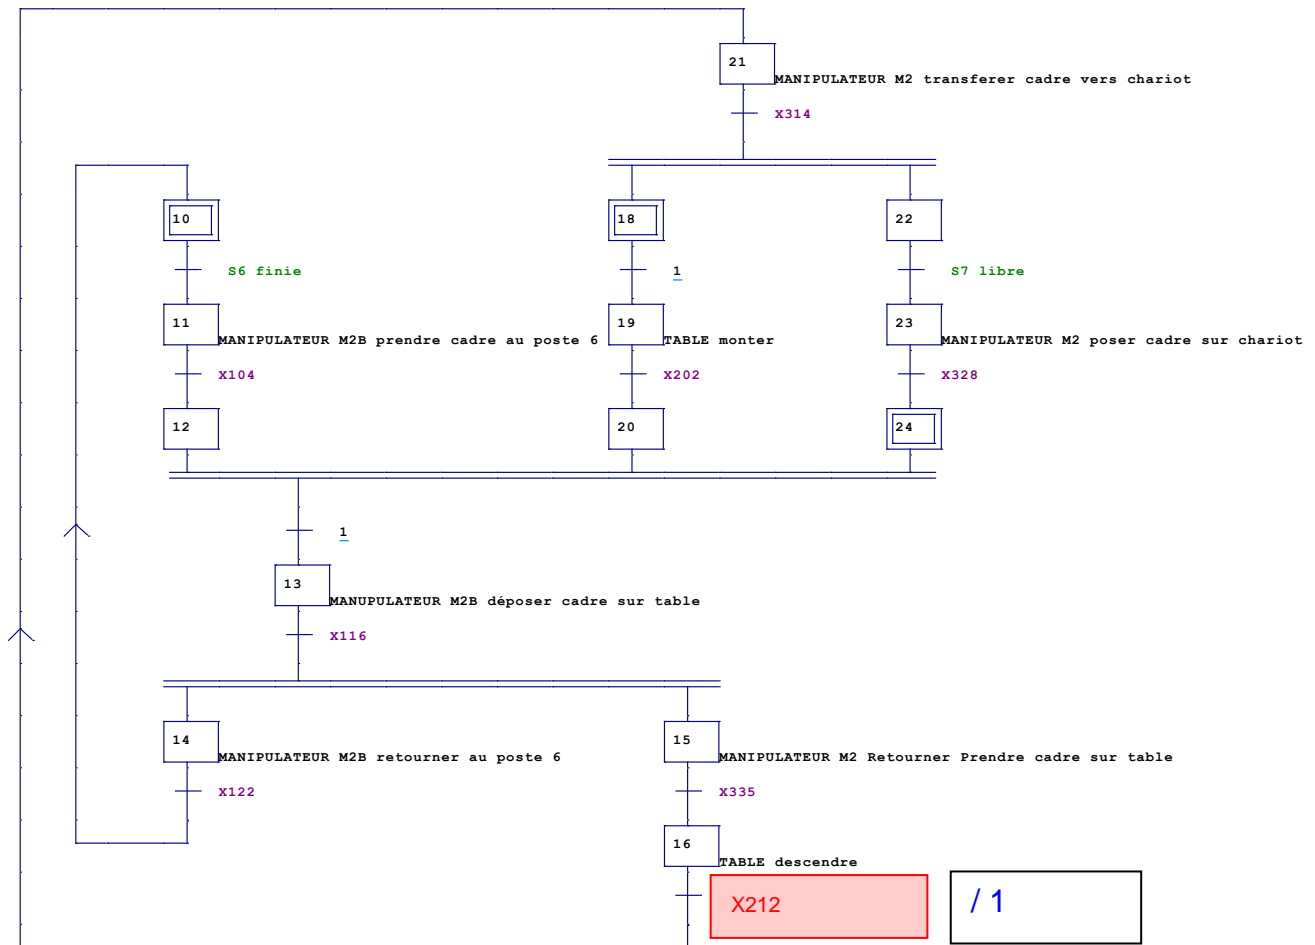 21
MANIPULATEUR M2 transferer cadre vers chariot
X314
10 18 22
S6 finie 1 S7 libre
11 19 23
MANIPULATEUR M2B prendre cadre au poste 6 TABLE monter MANIPULATEUR M2 poser cadre sur chariot
X104 X202 X328
12 20 24
1
13
MANUPULATEUR M2B déposer cadre sur table
X116
14 15
MANIPULATEUR M2B retourner au poste 6 MANIPULATEUR M2 Retourner Prendre cadre sur table
X122 X335
16
TABLE descendre
X212 / 1